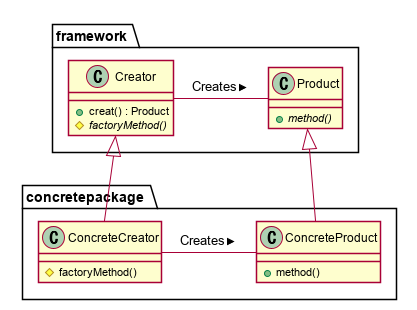 framework
C Creator
creat() : Product
factoryMethod()
Creates
C Product
method()
concretepackage
C ConcreteCreator
factoryMethod()
Creates
C ConcreteProduct
method()